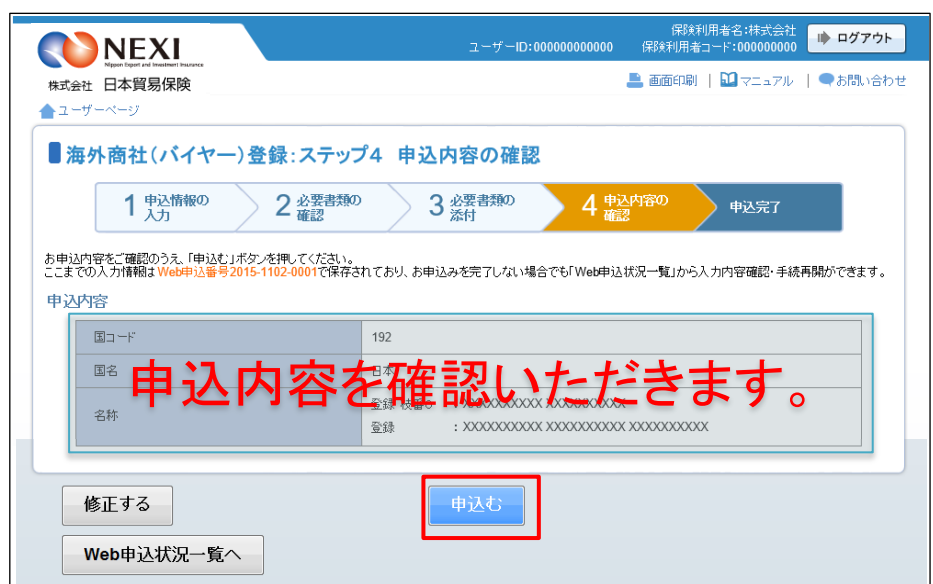 NEXI
Nippon Export and Investment Insurance
株式会社 日本貿易保険
保険利用者名:株式会社
ユーザーID:000000000000 保険利用者コード:000000000
ログアウト
画面印刷 | マニュアル | お問い合わせ
ユーザーページ
海外商社(バイヤー)登録:ステップ4 申込内容の確認
1 申込情報の入力
2 必要書類の確認
3 必要書類の添付
4 申込内容の確認
申込完了
お申込内容をご確認のうえ、「申込む」ボタンを押してください。
ここまでの入力情報はWeb申込番号2015-1102-0001で保存されており、お申込みを完了しない場合でも「Web申込状況一覧」から入力内容確認・手続再開ができます。
申込内容
国コード 192
国名 日本
申込内容を確認いただきます。
名称
登録 枝番0 : XXXXXXXXXX XXXXXXXXXX
登録 : XXXXXXXXXX XXXXXXXXXX XXXXXXXXXX
修正する
申込む
Web申込状況一覧へ